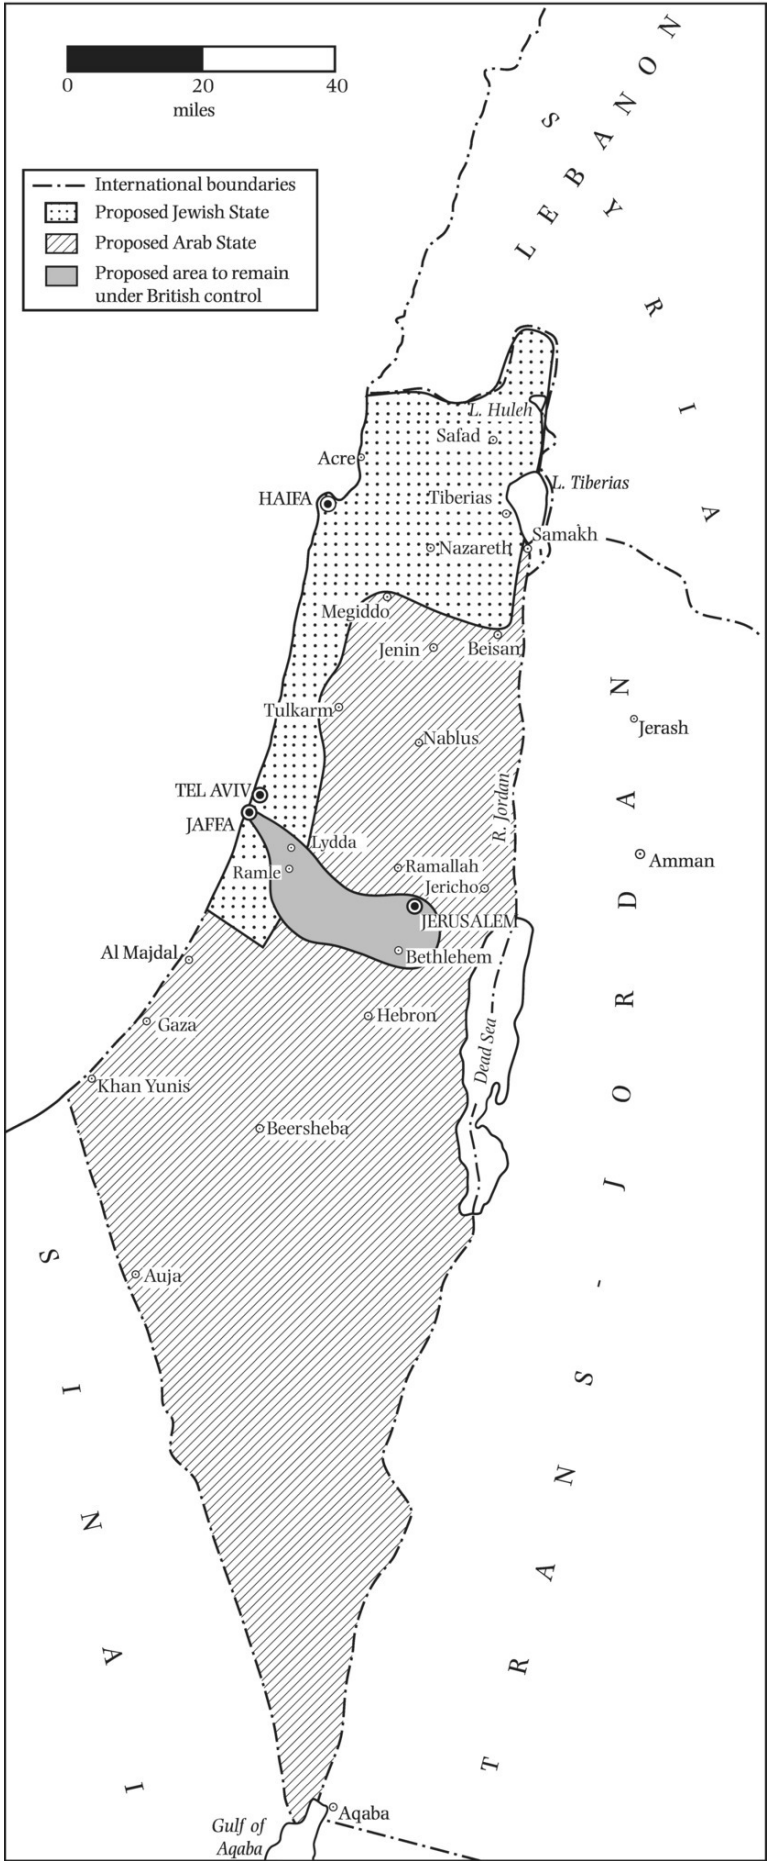 0 20 40
miles
International boundaries
Proposed Jewish State
Proposed Arab State
Proposed area to remain
under British control
LEBANON
SYRIA
L. Huleh
Safad
Acre
L. Tiberias
HAIFA
Tiberias
Samakh
Nazareth
Megiddo
Jenin
Beisan
Tulkarm
Nablus
Jerash
TEL AVIV
R. Jordan
JAFFA
Lydda
Amman
Ramle
Ramallah
Jericho
JERUSALEM
Al Majdal
Bethlehem
Gaza
Hebron
Dead Sea
Khan Yunis
Beersheba
TRANS-JORDAN
Auja
SINAI
Aqaba
Gulf of
Aqaba